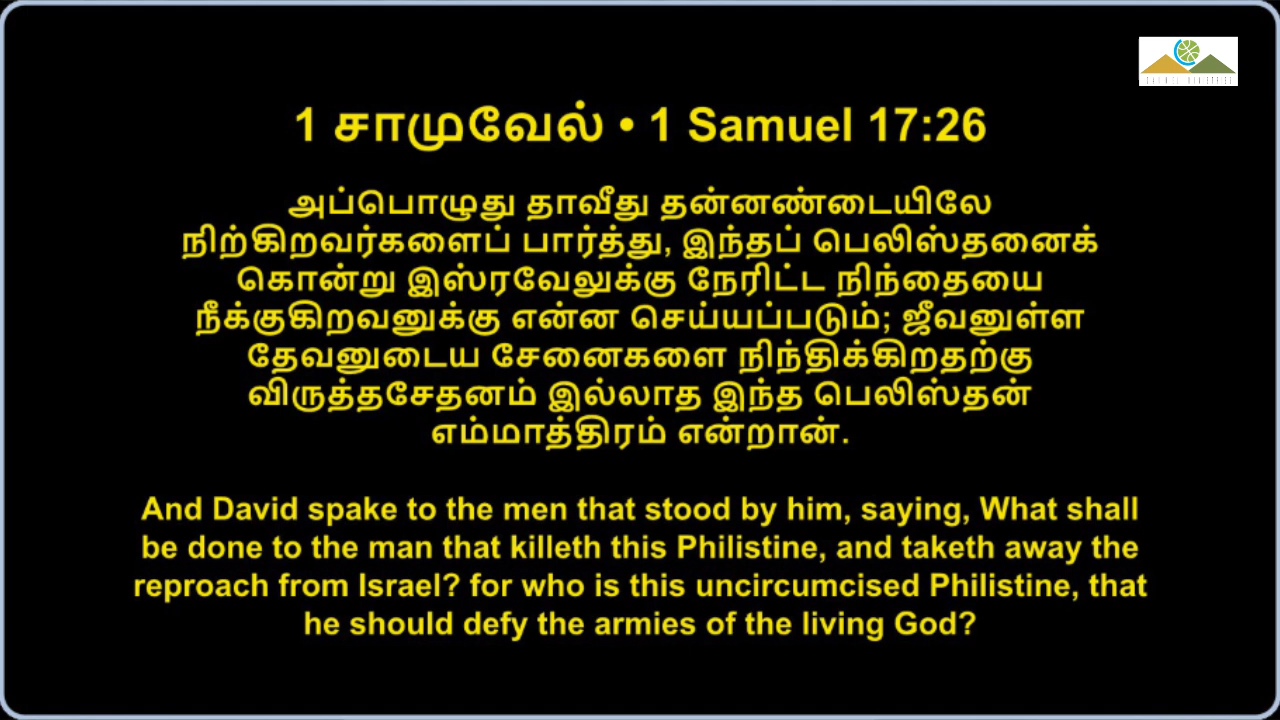 1 சாமுவேல் • 1 Samuel 17:26
அப்பொழுது தாவீது தன்னண்டையிலே
நிற்கிறவர்களைப் பார்த்து, இந்தப் பெலிஸ்தனைக்
கொன்று இஸ்ரவேலுக்கு நேரிட்ட நிந்தையை
நீக்குகிறவனுக்கு என்ன செய்யப்படும்; ஜீவனுள்ள
தேவனுடைய சேனைகளை நிந்திக்கிறதற்கு
விருத்தசேதனம் இல்லாத இந்த பெலிஸ்தன்
எம்மாத்திரம் என்றான்.
And David spake to the men that stood by him, saying, What shall
be done to the man that killeth this Philistine, and taketh away the
reproach from Israel? for who is this uncircumcised Philistine, that
he should defy the armies of the living God?